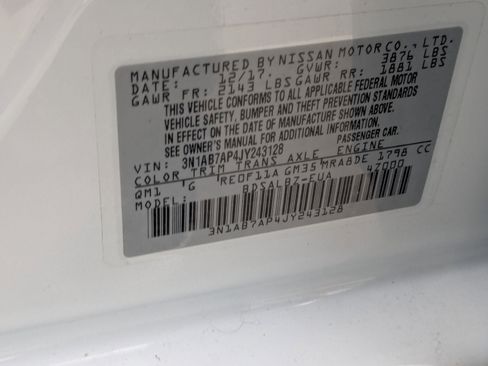 MANUFACTURED BY NISSAN MOTOR CO., LTD.
DATE: 12/17. GVWR: 3876 LBS
GAWR FR: 2143 LBS GAWR RR: 1881 LBS
THIS VEHICLE CONFORMS TO ALL APPLICABLE FEDERAL MOTOR
VEHICLE SAFETY, BUMPER AND THEFT PREVENTION STANDARDS
IN EFFECT ON THE DATE OF MANUFACTURE SHOWN ABOVE.
SEE OWNER'S MANUAL FOR ADDITIONAL INFORMATION.
VIN: 3N1AB7AP4JY243128 PASSENGER CAR.
COLOR TRIM TRANS AXLE ENGINE
QM1 G RE0F11A GM35 MRA8DE 1798 CC
MODEL: BDSALBZ-EUA 42000
3N1AB7AP4JY243128